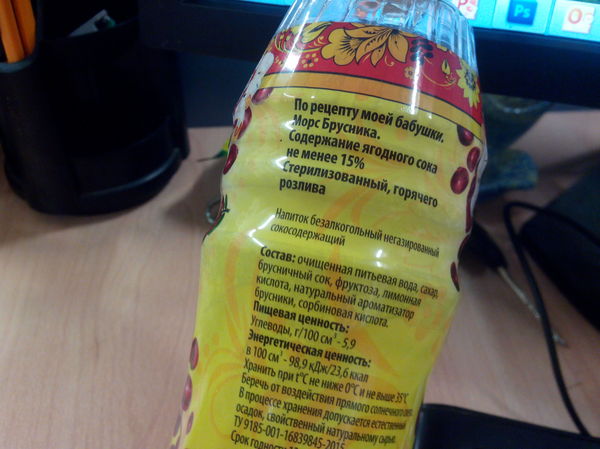 Ps
По рецепту моей бабушки.
Морс Брусника.
Содержание ягодного сока
не менее 15%
Стерилизованный, горячего
розлива
Напиток безалкогольный негазированный
сокосодержащий
Состав: очищенная питьевая вода, сахар,
брусничный сок, фруктоза, лимонная
кислота, натуральный ароматизатор
брусники, сорбиновая кислота.
Пищевая ценность:
Углеводы, г/100 см³ - 5,9
Энергетическая ценность:
в 100 см³ - 98,9 кДж/23,6 ккал
Хранить при t°C не ниже 0°C и не выше 35°C
Беречь от воздействия прямого солнечного
В процессе хранения допускается естественный
осадок, свойственный натуральному сырью.
ТУ 9185-001-16839845-2015
Срок годности